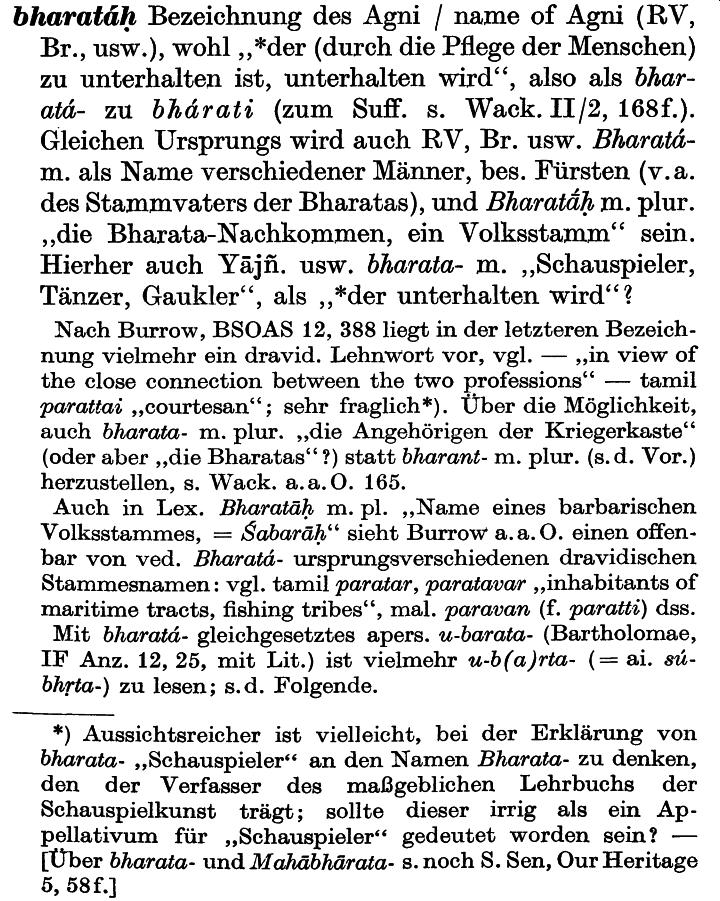 bharatáḥ Bezeichnung des Agni / name of Agni (RV,
Br., usw.), wohl „*der (durch die Pflege der Menschen)
zu unterhalten ist, unterhalten wird“, also als bhar-
atá- zu bhárati (zum Suff. s. Wack. II/2, 168f.).
Gleichen Ursprungs wird auch RV, Br. usw. Bharatá-
m. als Name verschiedener Männer, bes. Fürsten (v.a.
des Stammvaters der Bharatas), und Bharatā́ḥ m. plur.
„die Bharata-Nachkommen, ein Volksstamm“ sein.
Hierher auch Yājñ. usw. bharata- m. „Schauspieler,
Tänzer, Gaukler“, als „*der unterhalten wird“?
Nach Burrow, BSOAS 12, 388 liegt in der letzteren Bezeich-
nung vielmehr ein dravid. Lehnwort vor, vgl. — „in view of
the close connection between the two professions“ — tamil
parattai „courtesan“; sehr fraglich*). Über die Möglichkeit,
auch bharata- m. plur. „die Angehörigen der Kriegerkaste“
(oder aber „die Bharatas“?) statt bharant- m. plur. (s.d. Vor.)
herzustellen, s. Wack. a.a.O. 165.
Auch in Lex. Bharatāḥ m. pl. „Name eines barbarischen
Volksstammes, = Śabarāḥ“ sieht Burrow a.a.O. einen offen-
bar von ved. Bharatá- ursprungsverschiedenen dravidischen
Stammesnamen: vgl. tamil paratar, paratavar „inhabitants of
maritime tracts, fishing tribes“, mal. paravan (f. paratti) dss.
Mit bharatá- gleichgesetztes apers. u-barata- (Bartholomae,
IF Anz. 12, 25, mit Lit.) ist vielmehr u-b(a)rta- (= ai. sú-
bhṛta-) zu lesen; s.d. Folgende.
*) Aussichtsreicher ist vielleicht, bei der Erklärung von
bharata- „Schauspieler“ an den Namen Bharata- zu denken,
den der Verfasser des maßgeblichen Lehrbuchs der
Schauspielkunst trägt; sollte dieser irrig als ein Ap-
pellativum für „Schauspieler“ gedeutet worden sein? —
[Über bharata- und Mahābhārata- s. noch S. Sen, Our Heritage
5, 58f.]